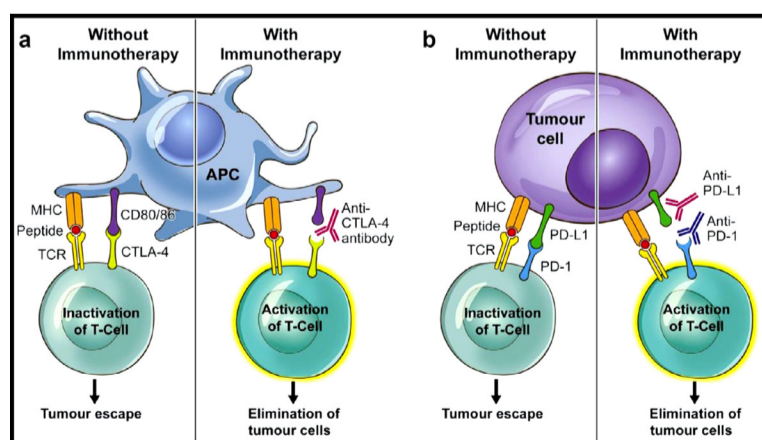 a
Without
Immunotherapy
With
Immunotherapy
APC
MHC
CD80/86
Peptide
TCR
CTLA-4
Anti-
CTLA-4
antibody
Inactivation
of T-Cell
Activation
of T-Cell
Tumour escape
Elimination of
tumour cells
b
Without
Immunotherapy
With
Immunotherapy
Tumour
cell
MHC
Peptide
TCR
PD-L1
PD-1
Anti-
PD-L1
Anti-
PD-1
Inactivation
of T-Cell
Activation
of T-Cell
Tumour escape
Elimination of
tumour cells